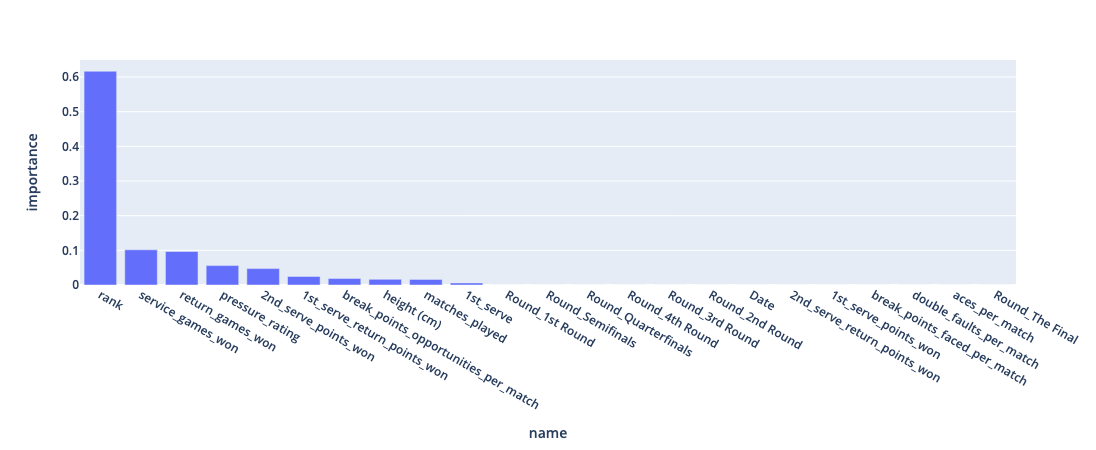 0.6
0.5
0.4
0.3
0.2
0.1
0
importance
rank
service_games_won
return_games_won
pressure_rating
2nd_serve_points_won
1st_serve_return_points_won
break_points_opportunities_per_match
height (cm)
matches_played
1st_serve
Round_1st Round
Round_Semifinals
Round_Quarterfinals
Round_4th Round
Round_3rd Round
Round_2nd Round
Date
2nd_serve_return_points_won
1st_serve_points_won
break_points_faced_per_match
double_faults_per_match
aces_per_match
Round_The Final
name